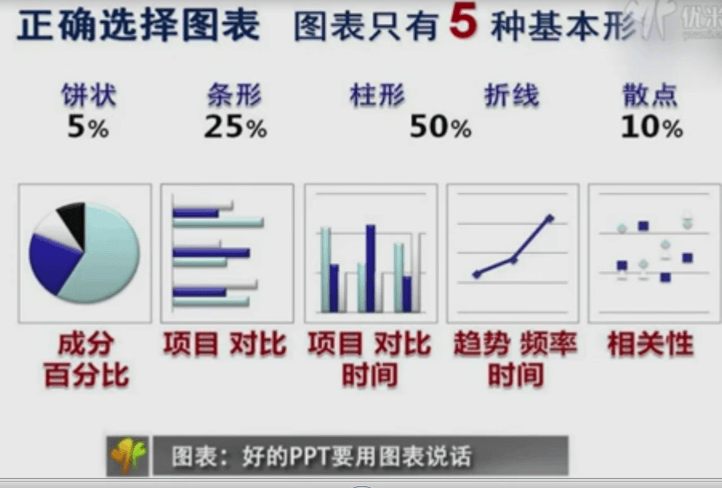 正确选择图表 图表只有 5 种基本形
饼状 条形 柱形 折线 散点
5% 25% 50% 10%
成分 项目 对比 项目 对比 趋势 频率 相关性
百分比 时间 时间
图表：好的PPT要用图表说话